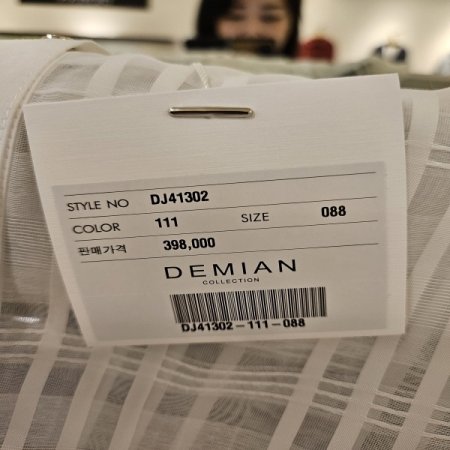 STYLE NO DJ41302
COLOR 111 SIZE 088
판매가격 398,000
DEMIAN
COLLECTION
DJ41302-111-088